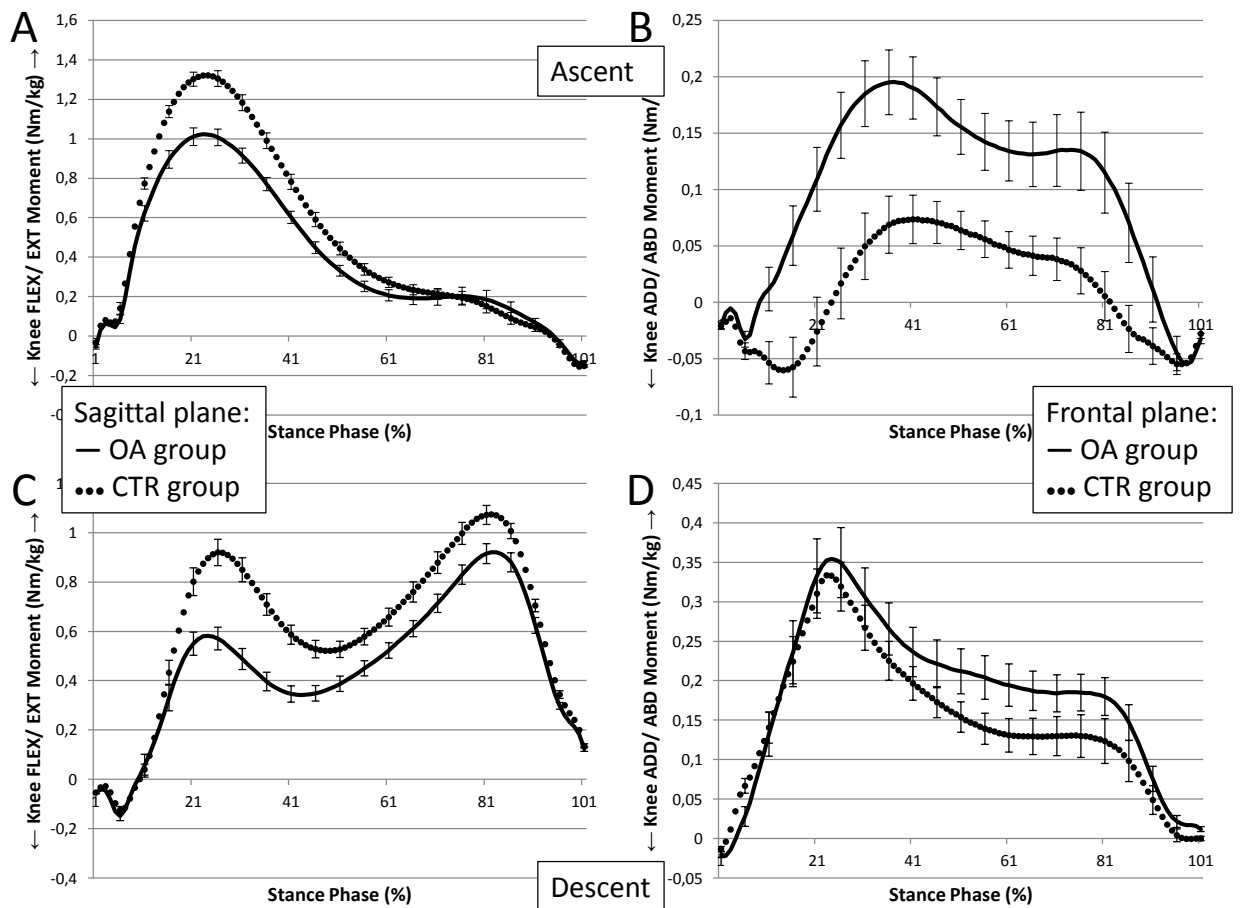 A
← Knee FLEX/ EXT Moment (Nm/kg) →
1,6
1,4
1,2
1
0,8
0,6
0,4
0,2
0
-0,2
1 21 41 61 81 101
Stance Phase (%)
Ascent
B
← Knee ADD/ ABD Moment (Nm/
0,25
0,2
0,15
0,1
0,05
0
-0,05
-0,1
1 21 41 61 81 101
Stance Phase (%)
Sagittal plane:
OA group
CTR group
Frontal plane:
OA group
CTR group
C
← Knee FLEX/ EXT Moment (Nm/kg) →
1
0,8
0,6
0,4
0,2
0
-0,2
-0,4
1 21 41 61 81 101
Stance Phase (%)
Descent
D
← Knee ADD/ ABD Moment (Nm/kg) →
0,45
0,4
0,35
0,3
0,25
0,2
0,15
0,1
0,05
0
-0,05
1 21 41 61 81 101
Stance Phase (%)